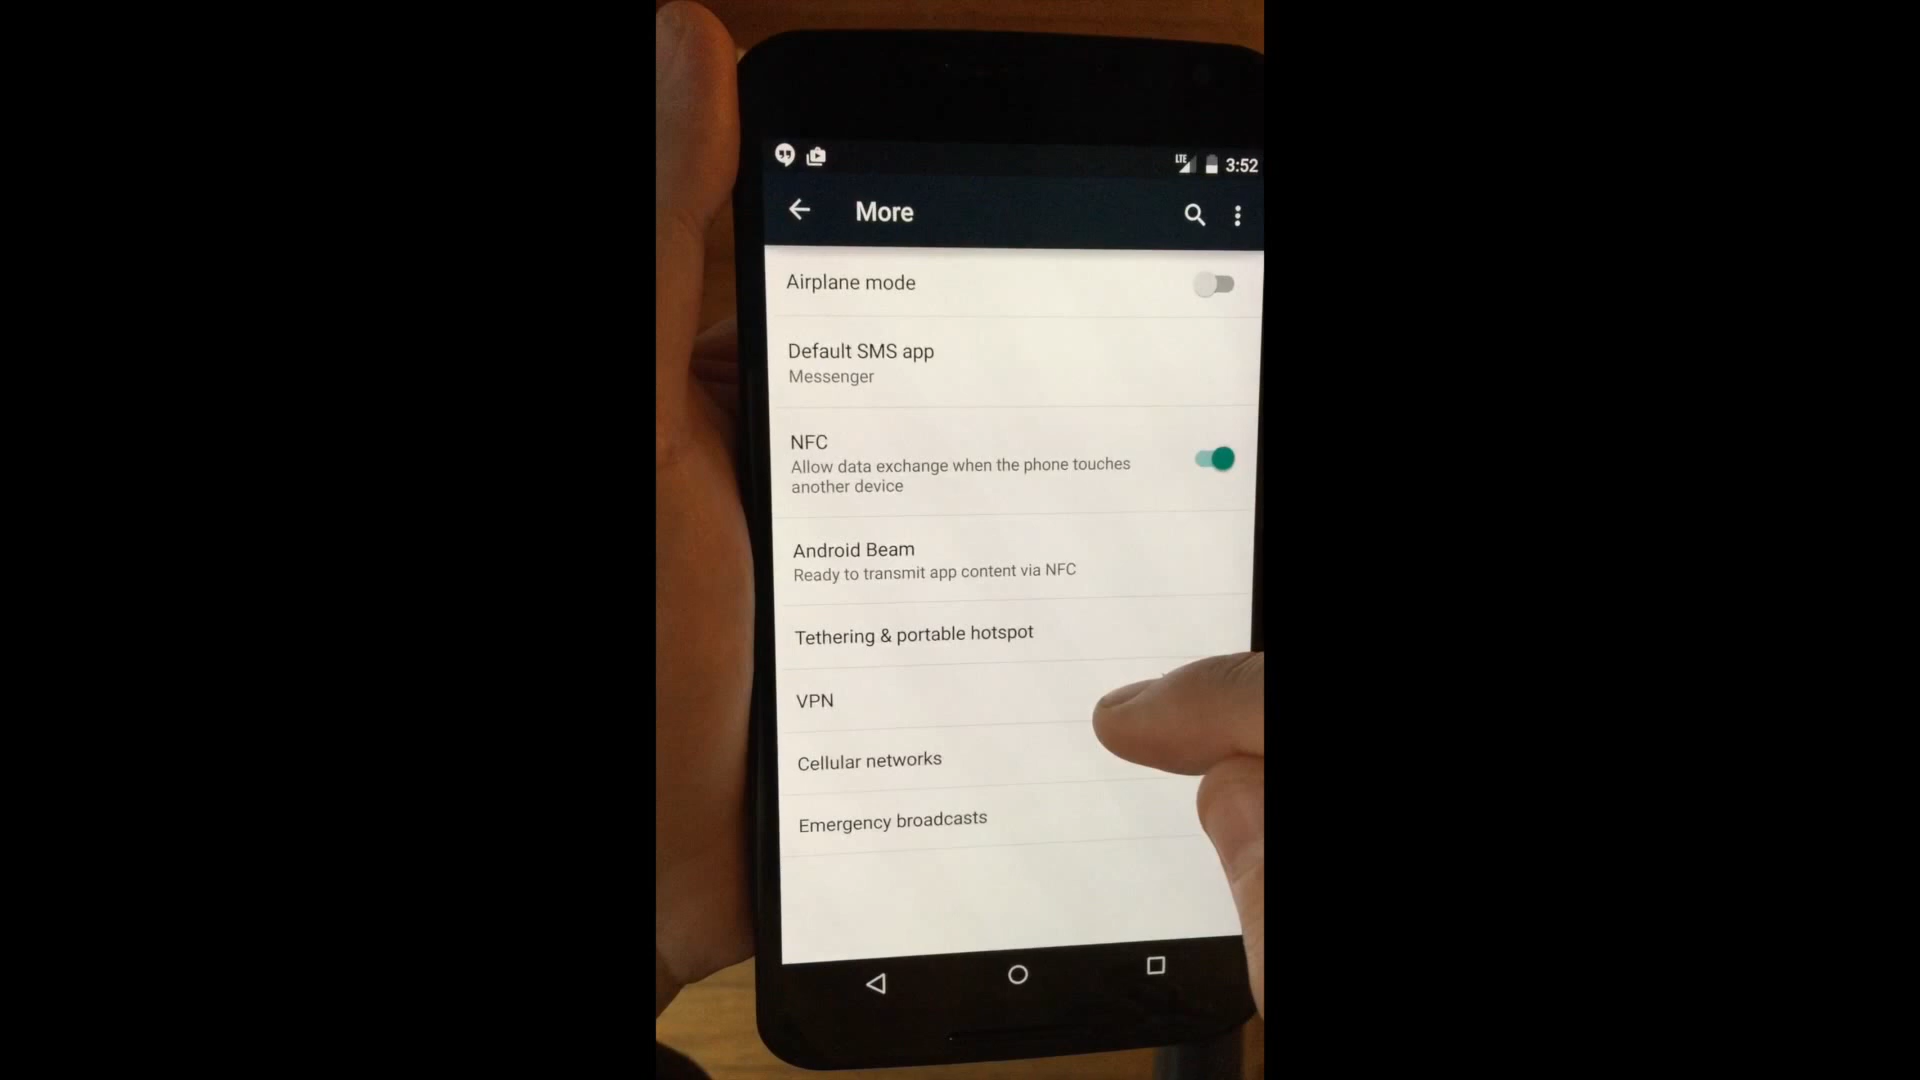 LTE 3:52
More
Airplane mode
Default SMS app
Messenger
NFC
Allow data exchange when the phone touches
another device
Android Beam
Ready to transmit app content via NFC
Tethering & portable hotspot
VPN
Cellular networks
Emergency broadcasts